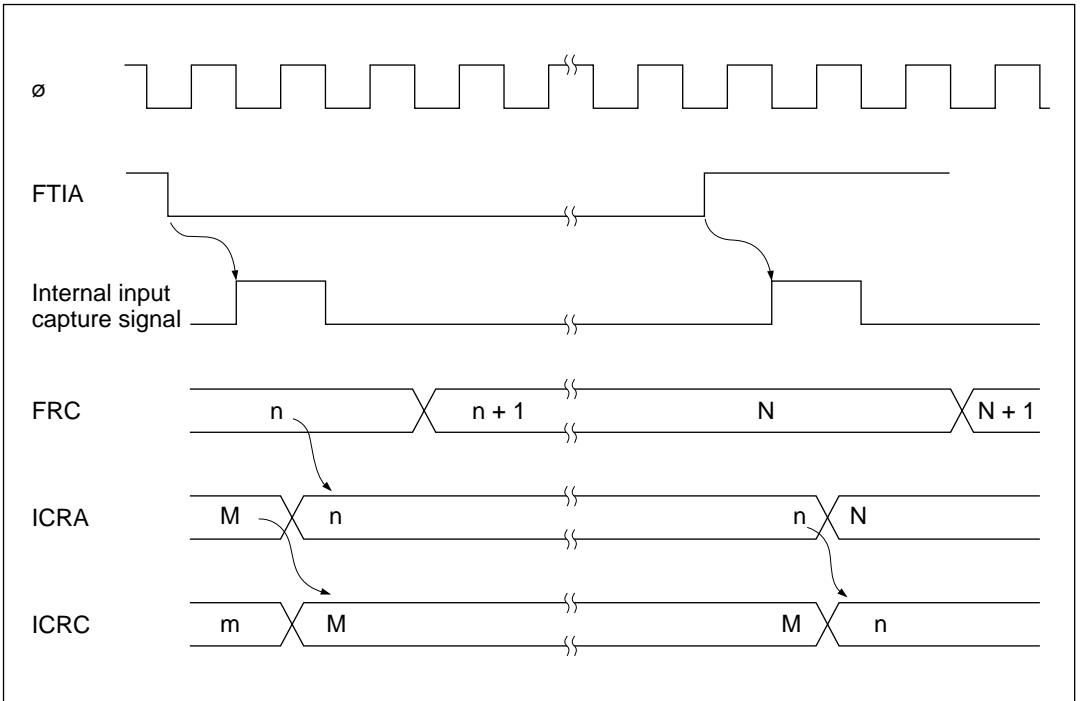 ø
FTIA
Internal input
capture signal
FRC n n + 1 N N + 1
ICRA M n n N
ICRC m M M n